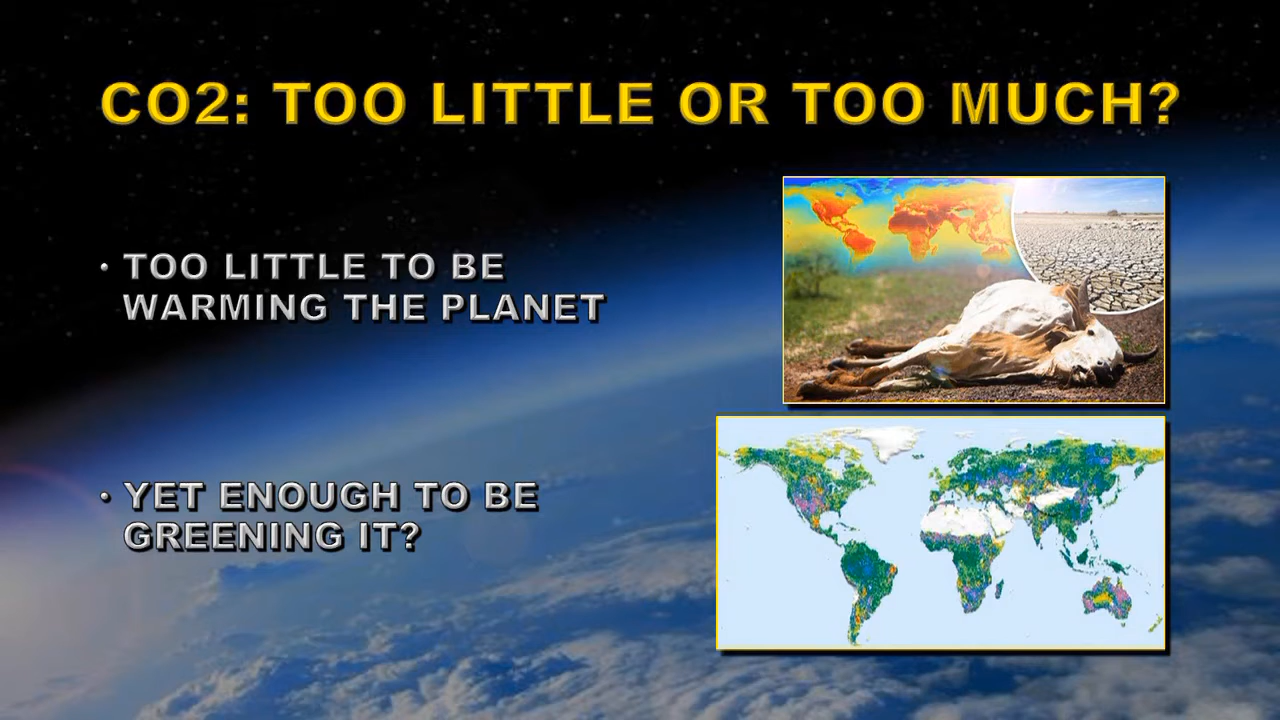 CO2: TOO LITTLE OR TOO MUCH?
• TOO LITTLE TO BE
WARMING THE PLANET
• YET ENOUGH TO BE
GREENING IT?